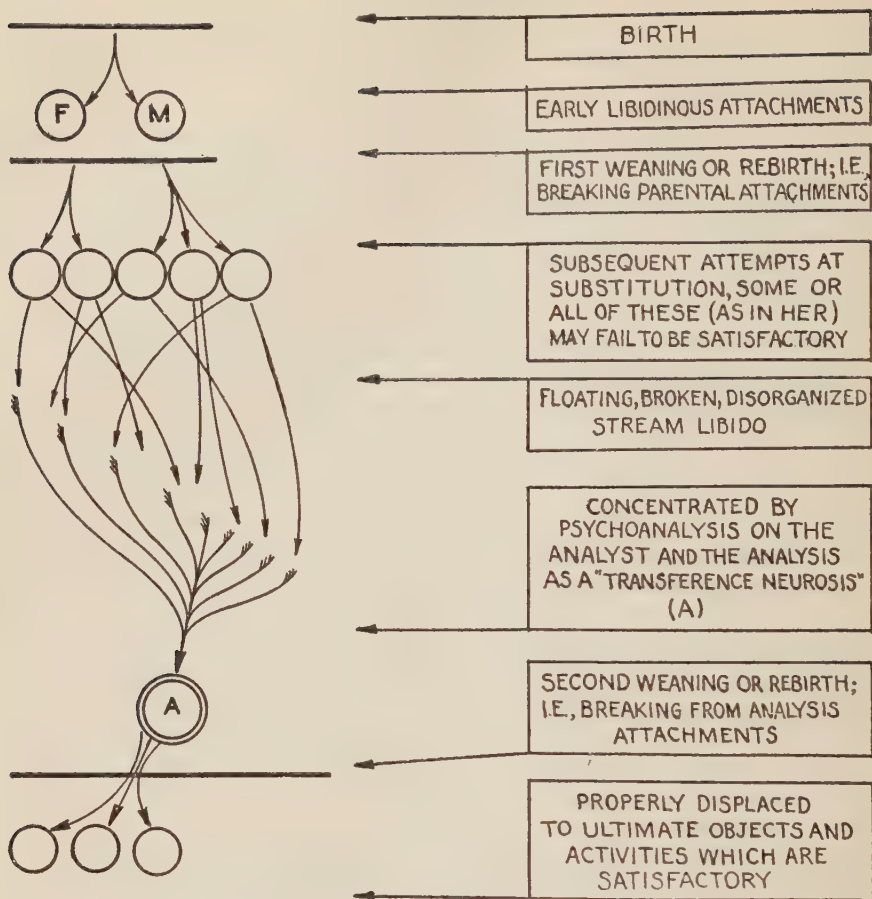 BIRTH
F
M
EARLY LIBIDINOUS ATTACHMENTS
FIRST WEANING OR REBIRTH; I.E.,
BREAKING PARENTAL ATTACHMENTS
SUBSEQUENT ATTEMPTS AT
SUBSTITUTION, SOME OR
ALL OF THESE (AS IN HER)
MAY FAIL TO BE SATISFACTORY
FLOATING, BROKEN, DISORGANIZED
STREAM LIBIDO
CONCENTRATED BY
PSYCHOANALYSIS ON THE
ANALYST AND THE ANALYSIS
AS A "TRANSFERENCE NEUROSIS"
(A)
A
SECOND WEANING OR REBIRTH;
I.E., BREAKING FROM ANALYSIS
ATTACHMENTS
PROPERLY DISPLACED
TO ULTIMATE OBJECTS AND
ACTIVITIES WHICH ARE
SATISFACTORY